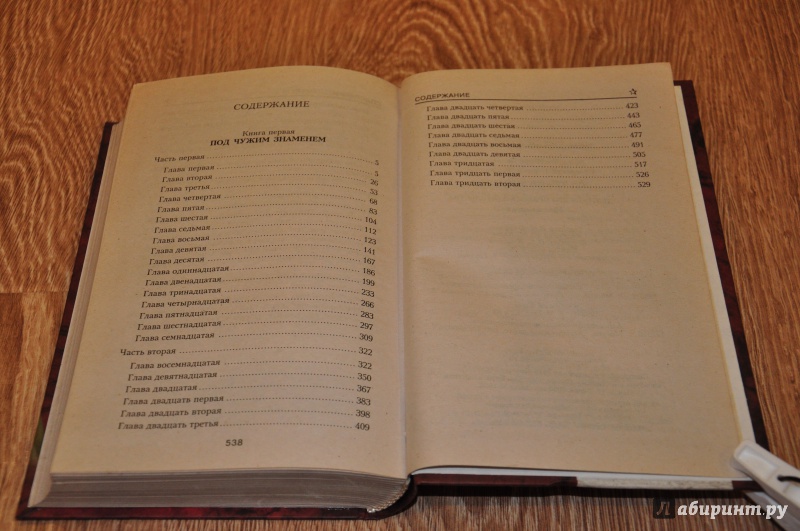 СОДЕРЖАНИЕ
Книга первая
ПОД ЧУЖИМ ЗНАМЕНЕМ
Часть первая 5
Глава первая 5
Глава вторая 26
Глава третья 53
Глава четвертая 68
Глава пятая 83
Глава шестая 104
Глава седьмая 112
Глава восьмая 123
Глава девятая 141
Глава десятая 167
Глава одиннадцатая 186
Глава двенадцатая 199
Глава тринадцатая 233
Глава четырнадцатая 266
Глава пятнадцатая 283
Глава шестнадцатая 297
Глава семнадцатая 309
Часть вторая 322
Глава восемнадцатая 322
Глава девятнадцатая 350
Глава двадцатая 367
Глава двадцать первая 383
Глава двадцать вторая 398
Глава двадцать третья 409
538
СОДЕРЖАНИЕ
Глава двадцать четвертая 423
Глава двадцать пятая 443
Глава двадцать шестая 465
Глава двадцать седьмая 477
Глава двадцать восьмая 491
Глава двадцать девятая 505
Глава тридцатая 517
Глава тридцать первая 526
Глава тридцать вторая 529
Лабиринт.ру